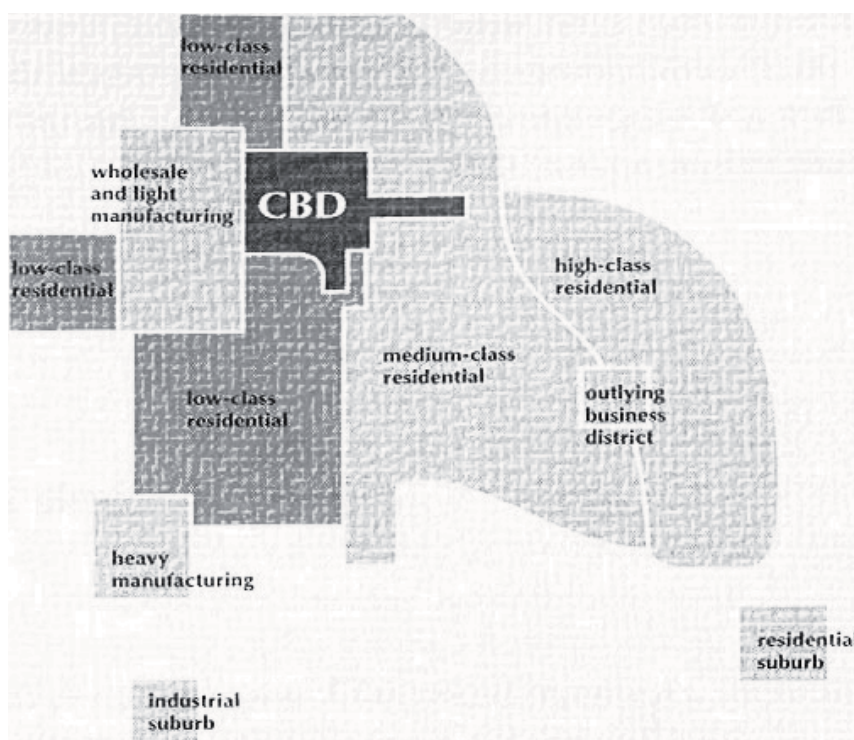 low-class
residential
wholesale
and light
manufacturing
CBD
low-class
residential
high-class
residential
medium-class
residential
low-class
residential
outlying
business
district
heavy
manufacturing
residentia
suburb
industrial
suburb